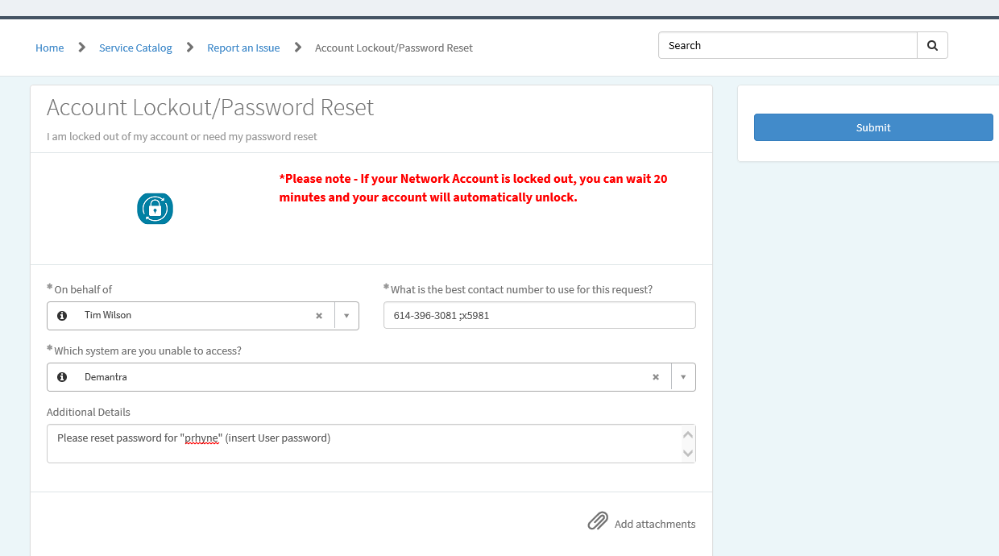 Home > Service Catalog > Report an Issue > Account Lockout/Password Reset
Search
Account Lockout/Password Reset
I am locked out of my account or need my password reset
Submit
*Please note - If your Network Account is locked out, you can wait 20
minutes and your account will automatically unlock.
* On behalf of
Tim Wilson
* What is the best contact number to use for this request?
614-396-3081 ;x5981
* Which system are you unable to access?
Demantra
Additional Details
Please reset password for "prhyne" (insert User password)
Add attachments